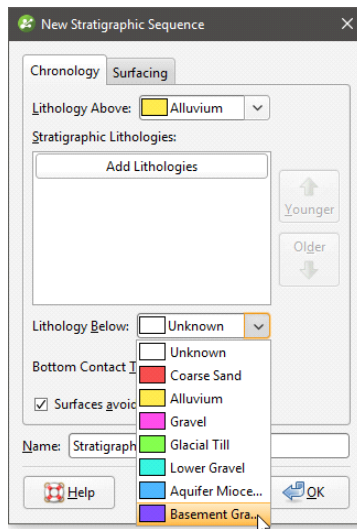 New Stratigraphic Sequence
Chronology Surfacing
Lithology Above: Alluvium
Stratigraphic Lithologies:
Add Lithologies
Younger
Older
Lithology Below: Unknown
Unknown
Bottom Contact T
Coarse Sand
Alluvium
Surfaces avoid
Gravel
Name: Stratigraph
Glacial Till
Lower Gravel
Aquifer Mioce...
Help
OK
Basement Gra...